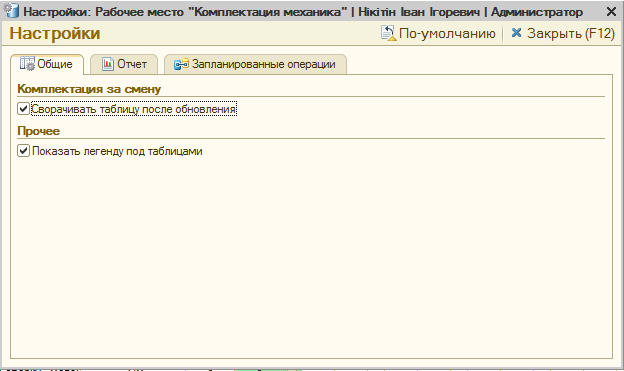 Настройки: Рабочее место "Комплектация механика" | Нікітін Іван Ігоревич | Администратор
Настройки По-умолчанию Закрыть (F12)
Общие Отчет Запланированные операции
Комплектация за смену
Сворачивать таблицу после обновления
Прочее
Показать легенду под таблицами